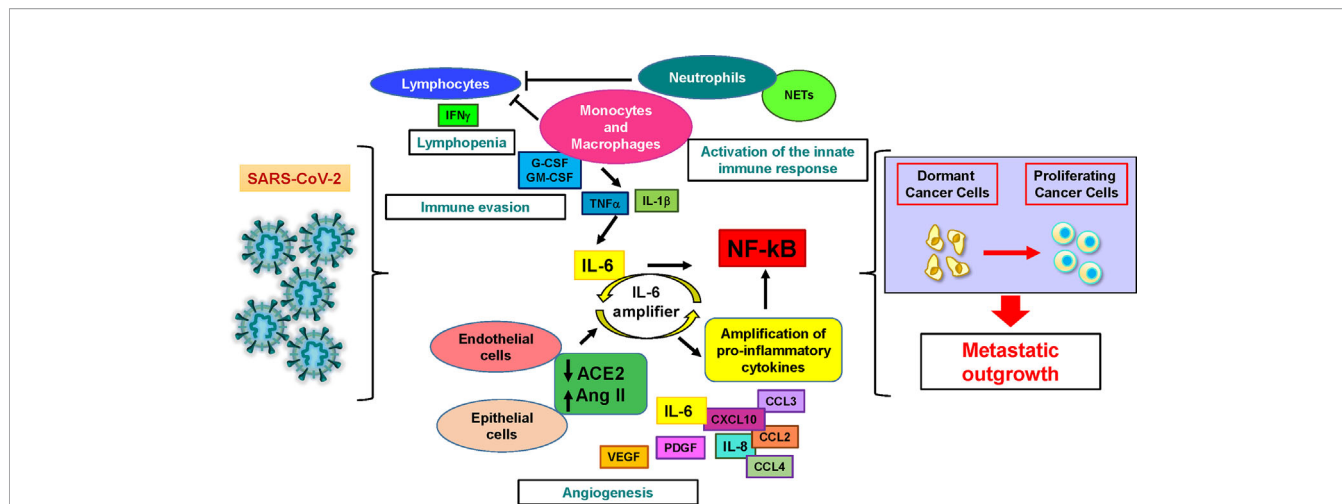 SARS-CoV-2
Lymphocytes
IFNγ
Lymphopenia
Neutrophils
NETs
Monocytes
and
Macrophages
Activation of the innate
immune response
G-CSF
GM-CSF
Immune evasion
TNFα
IL-1β
IL-6
NF-kB
IL-6
amplifier
Endothelial
cells
ACE2
Ang II
Epithelial
cells
Amplification of
pro-inflammatory
cytokines
IL-6
CXCL10
CCL3
CCL2
IL-8
CCL4
PDGF
VEGF
Angiogenesis
Dormant
Cancer Cells
Proliferating
Cancer Cells
Metastatic
outgrowth